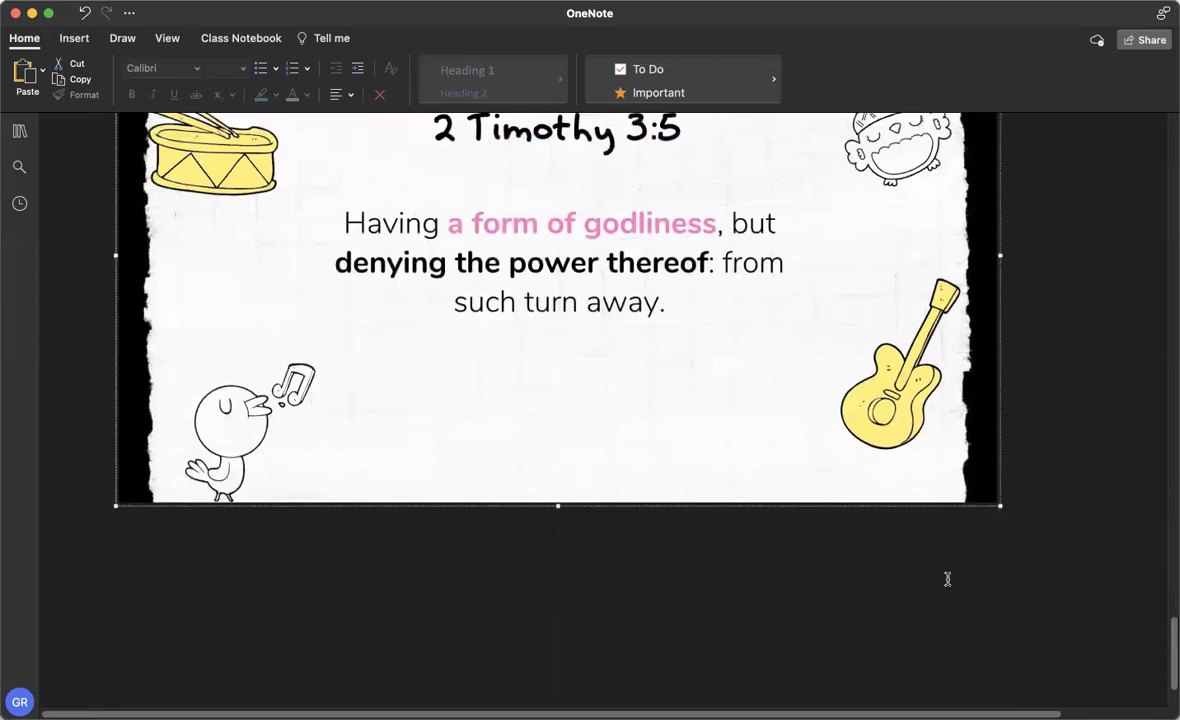 OneNote
Home Insert Draw View Class Notebook Tell me
Share
Paste
Cut
Copy
Format
Calibri
Heading 1
Heading 2
To Do
Important
2 Timothy 3:5
Having a form of godliness, but
denying the power thereof: from
such turn away.
GR